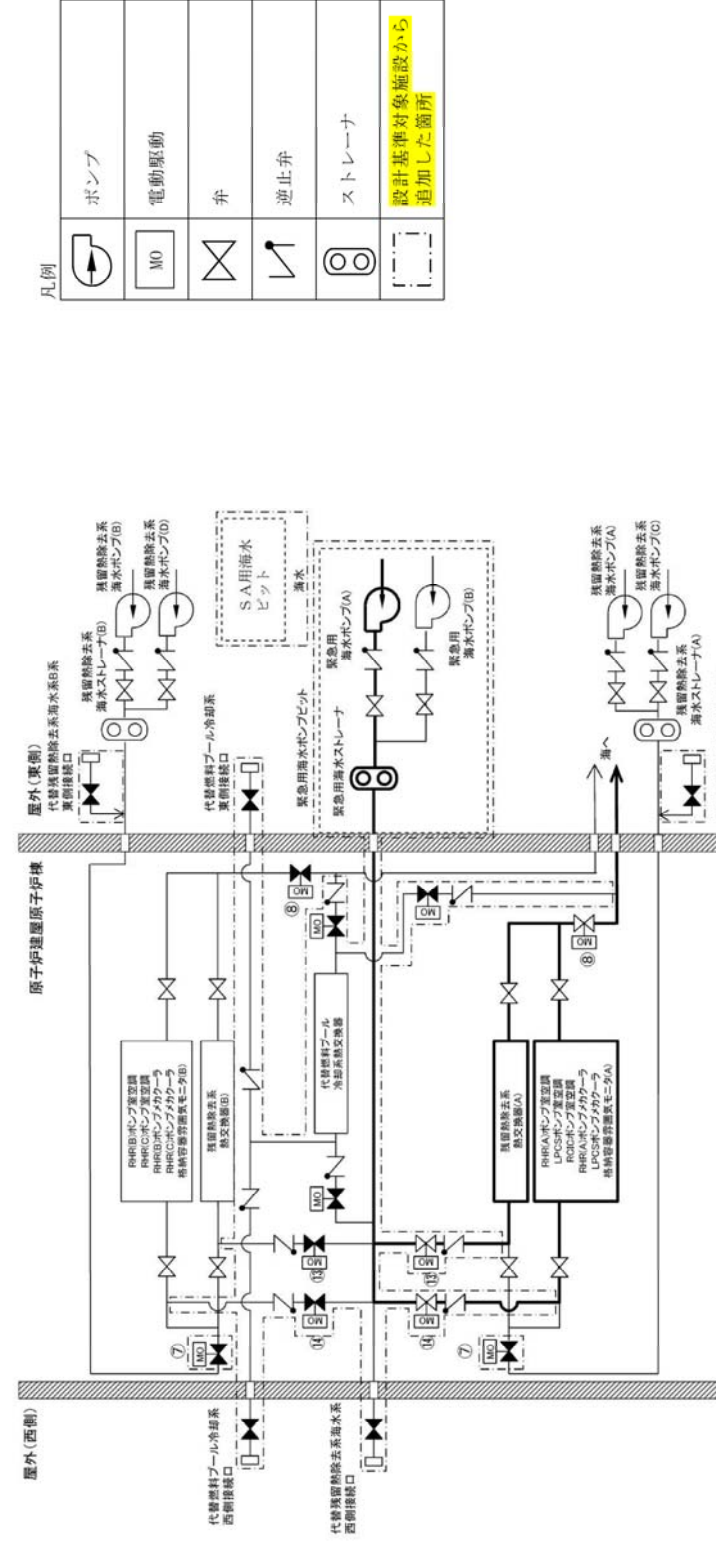 凡例
ポンプ
MO
電動駆動
弁
逆止弁
ストレーナ
設計基準対象施設から
追加した箇所
屋外(西側)
原子炉建屋原子炉棟
屋外(東側)
代替残留熱除去系海水系B系
東側接続口
残留熱除去系
海水ストレーナ(B)
残留熱除去系
海水ポンプ(B)
残留熱除去系
海水ポンプ(D)
RHR(B)ポンプ室空調
RHR(C)ポンプ室空調
RHR(B)ポンプメカクーラ
RHR(C)ポンプメカクーラ
格納容器雰囲気モニタ(B)
残留熱除去系
熱交換器(B)
⑦
MO
MO
⑧
代替燃料プール冷却系
西側接続口
代替燃料プール冷却系
東側接続口
SA用海水
ピット
海水
⑭
MO
⑬
MO
MO
代替燃料プール
冷却系熱交換器
MO
緊急用海水ポンプピット
緊急用海水ストレーナ
緊急用
海水ポンプ(A)
緊急用
海水ポンプ(B)
代替残留熱除去系海水系
西側接続口
⑭
MO
⑬
MO
MO
残留熱除去系
熱交換器(A)
RHR(A)ポンプ室空調
LPCSポンプ室空調
RCICポンプ室空調
RHR(A)ポンプメカクーラ
LPCSポンプメカクーラ
格納容器雰囲気モニタ(A)
⑦
MO
⑧
MO
海へ
残留熱除去系
海水ポンプ(A)
残留熱除去系
海水ポンプ(C)
残留熱除去系
海水ストレーナ(A)